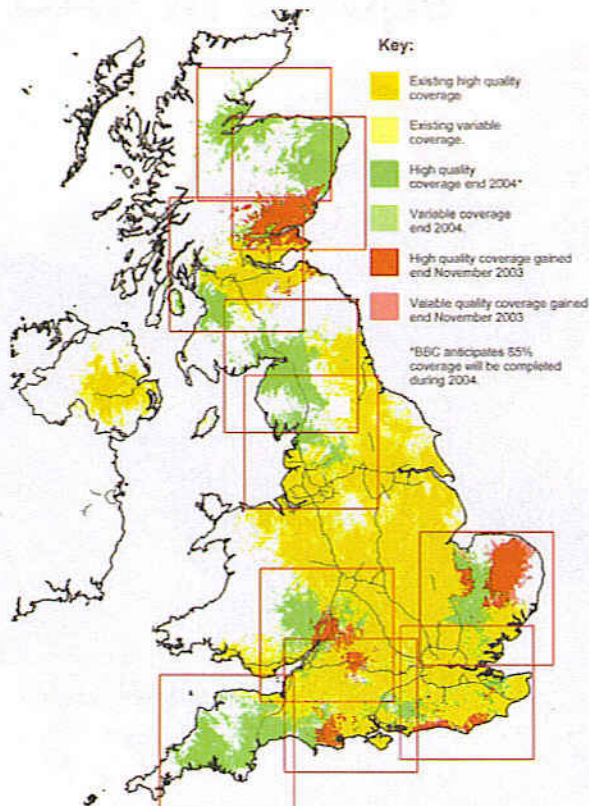 Key:
Existing high quality
coverage
Existing variable
coverage.
High quality
coverage end 2004*
Variable coverage
end 2004.
High quality coverage gained
end November 2003
Vaiable quality coverage gained
end November 2003
*BBC anticipates 85%
coverage will be completed
during 2004.